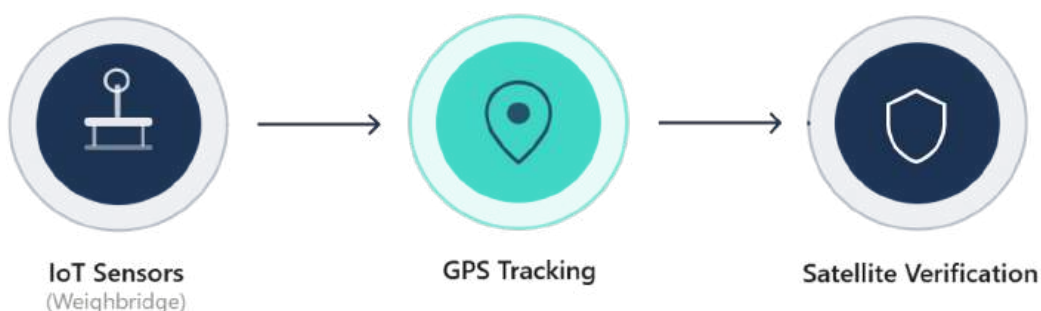 IoT Sensors
(Weighbridge)
GPS Tracking
Satellite Verification